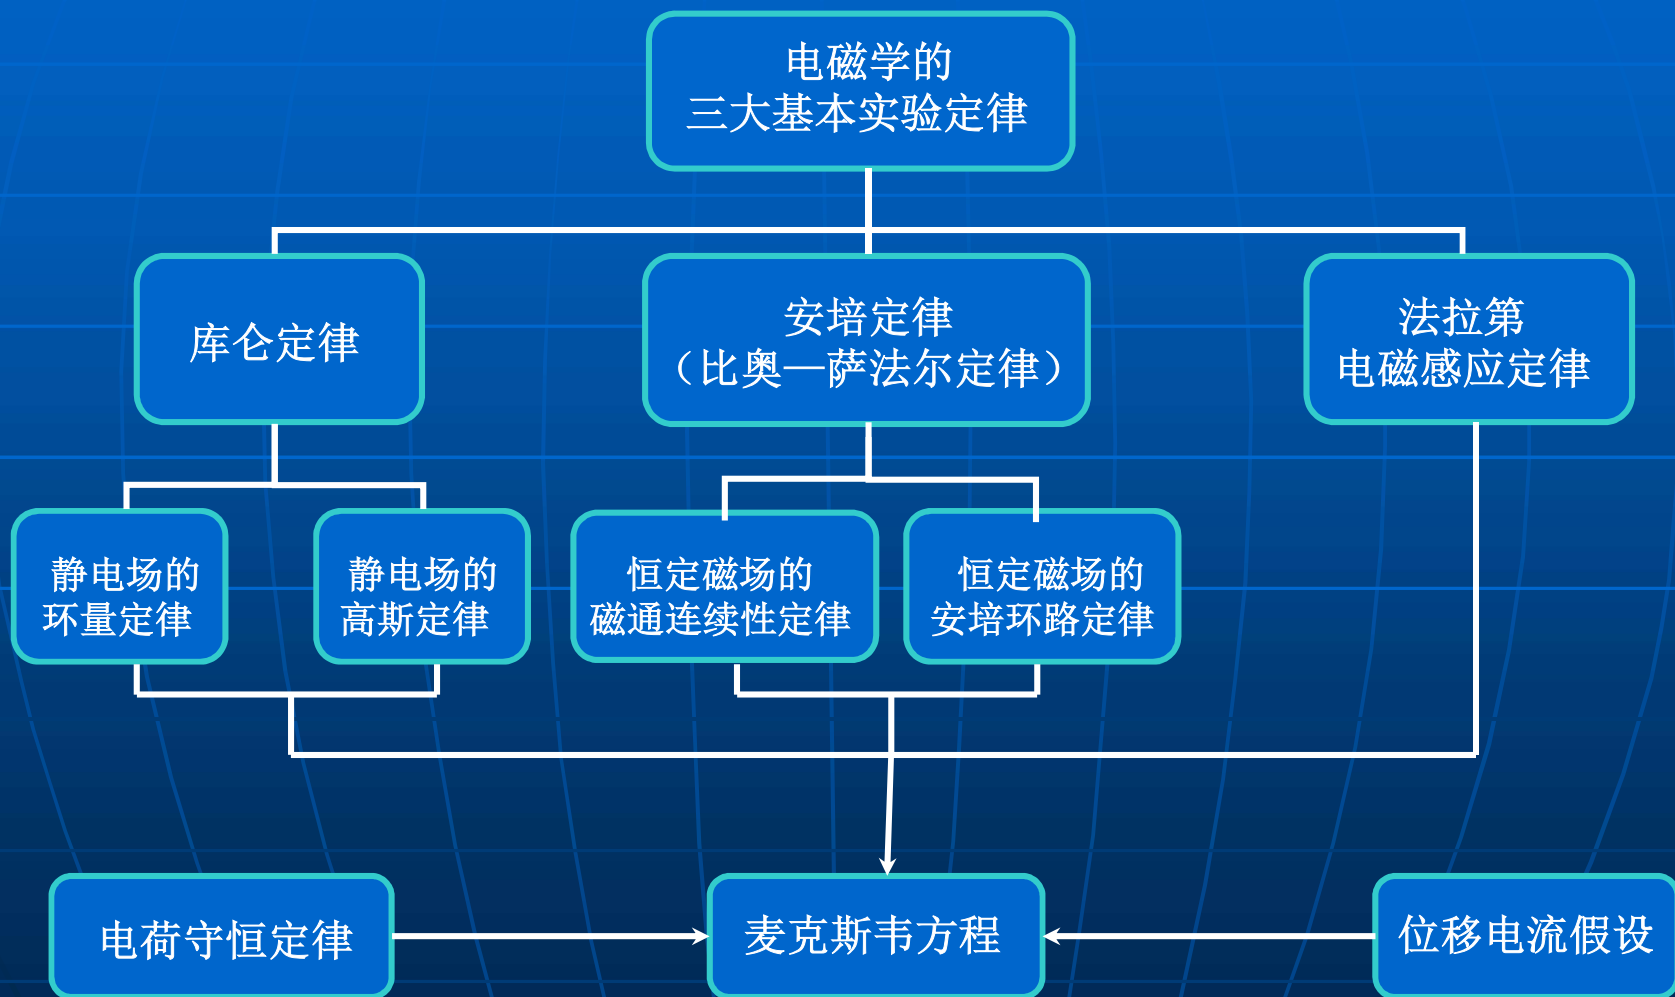 电磁学的
三大基本实验定律
库仑定律
安培定律
（比奥—萨法尔定律）
法拉第
电磁感应定律
静电场的
环量定律
静电场的
高斯定律
恒定磁场的
磁通连续性定律
恒定磁场的
安培环路定律
电荷守恒定律
麦克斯韦方程
位移电流假设